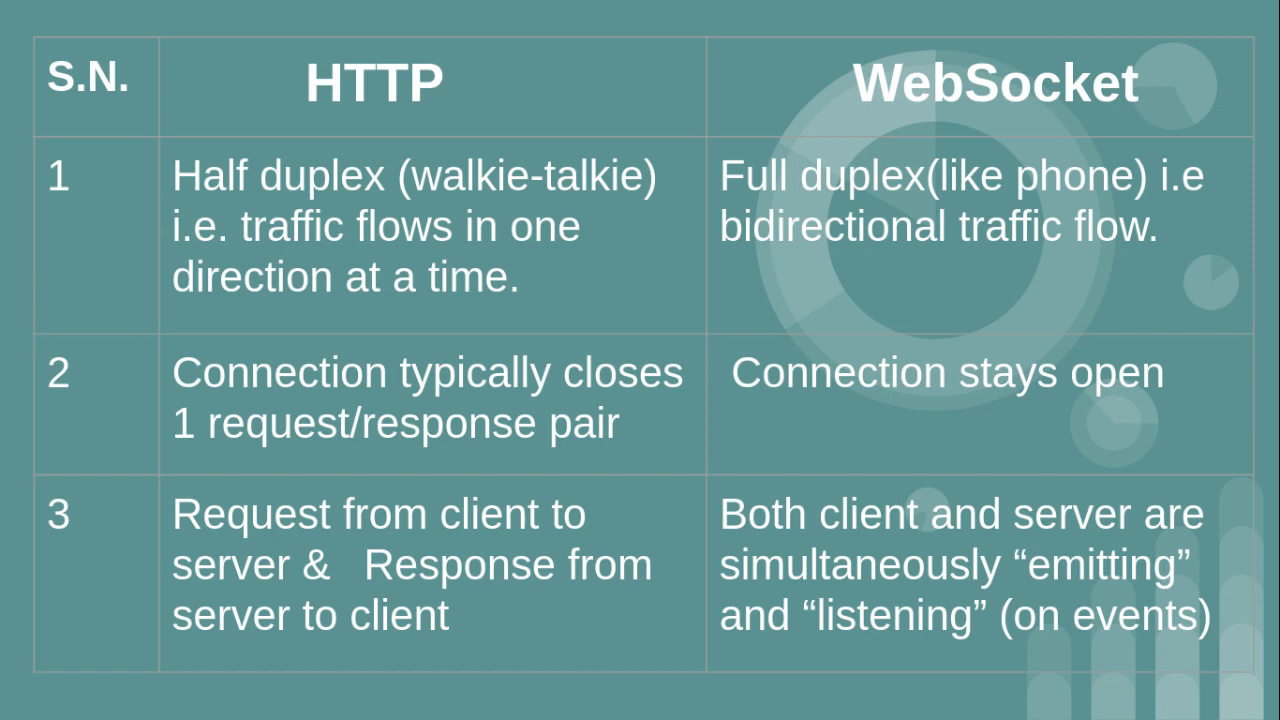 S.N. HTTP WebSocket
1 Half duplex (walkie-talkie) i.e. traffic flows in one direction at a time. Full duplex(like phone) i.e bidirectional traffic flow.
2 Connection typically closes 1 request/response pair Connection stays open
3 Request from client to server & Response from server to client Both client and server are simultaneously “emitting” and “listening” (on events)